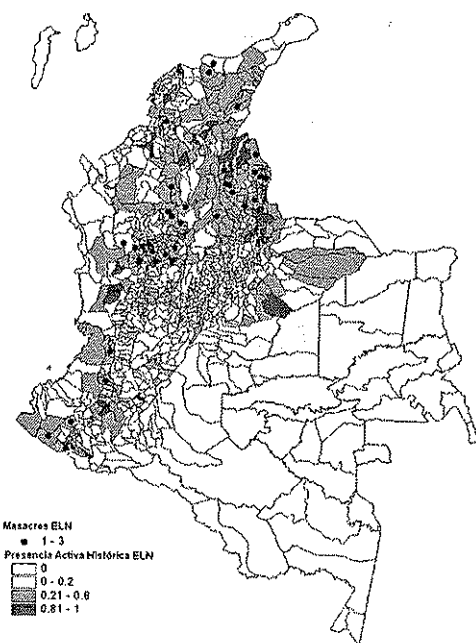 Masacres ELN
1 - 3
Presencia Activa Histórica ELN
0
0 - 0.2
0.21 - 0.8
0.81 - 1